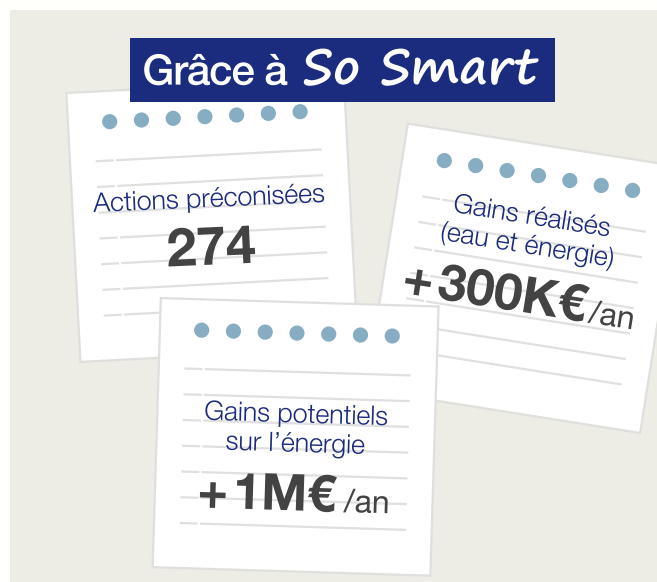 Grâce à So Smart
Actions préconisées
274
Gains réalisés
(eau et énergie)
+300K€/an
Gains potentiels
sur l'énergie
+1M€/an